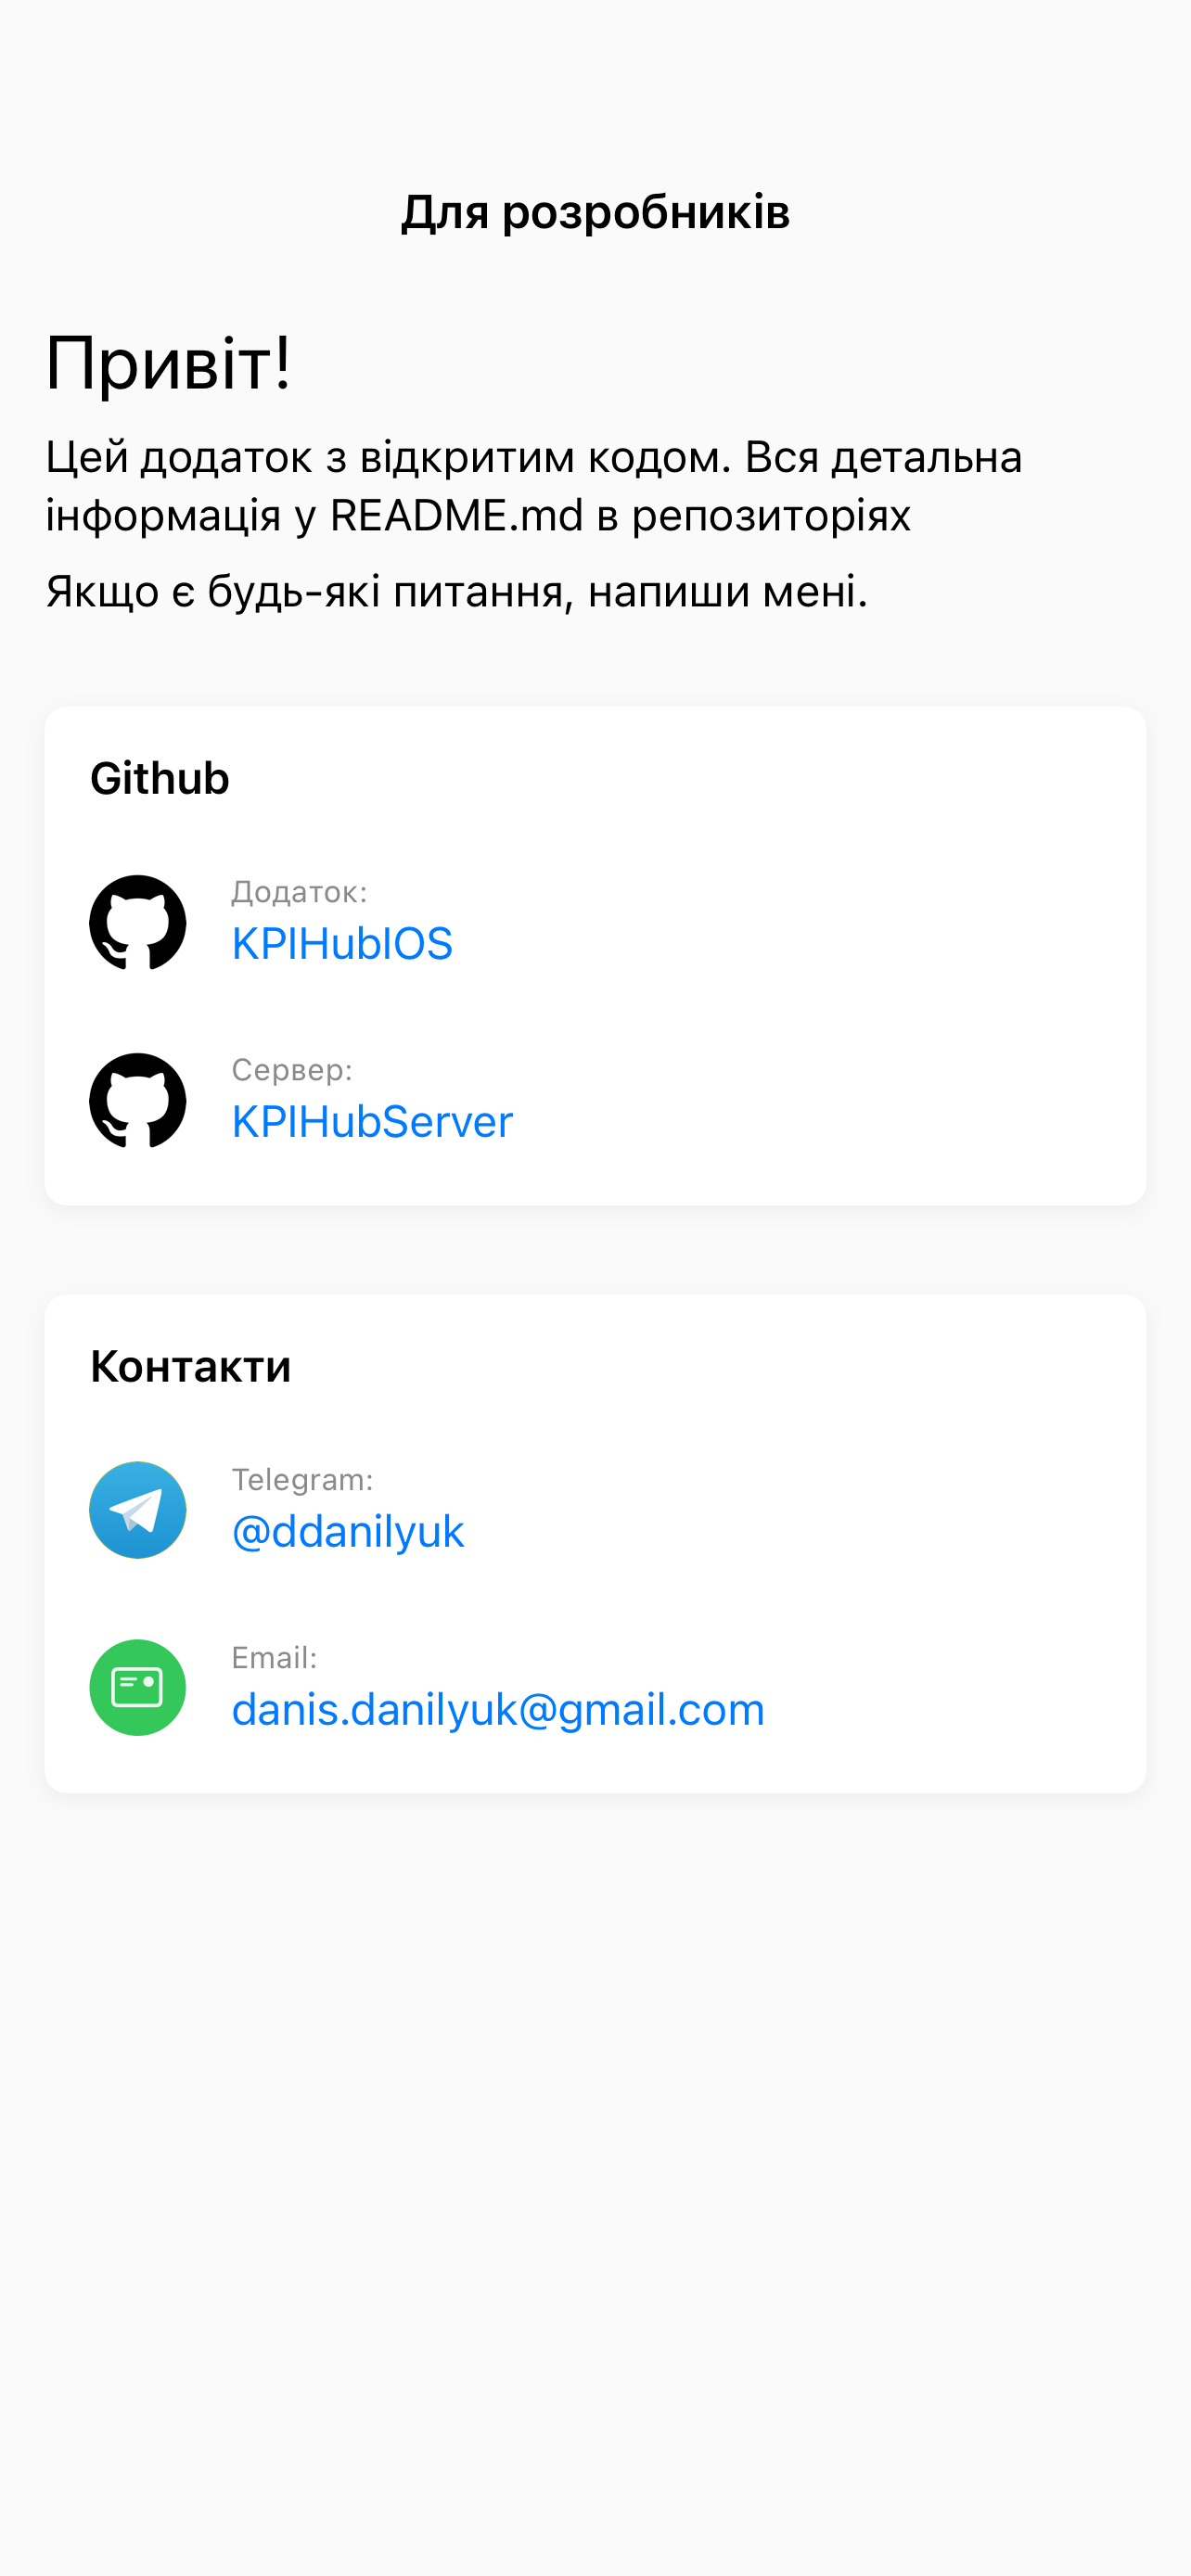 Для розробників
Привіт!
Цей додаток з відкритим кодом. Вся детальна
інформація у README.md в репозиторіях
Якщо є будь-які питання, напиши мені.
Github
Додаток:
KPIHubIOS
Сервер:
KPIHubServer
Контакти
Telegram:
@ddanilyuk
Email:
danis.danilyuk@gmail.com